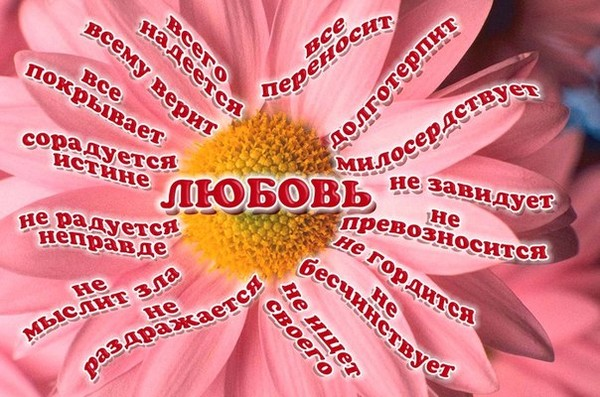 ЛЮБОВЬ
долготерпит
милосердствует
не завидует
не
превозносится
не гордится
не
бесчинствует
не ищет
своего
не
раздражается
не
мыслит зла
не радуется
неправде
сорадуется
истине
все
покрывает
всему верит
всего
надеется
все
переносит